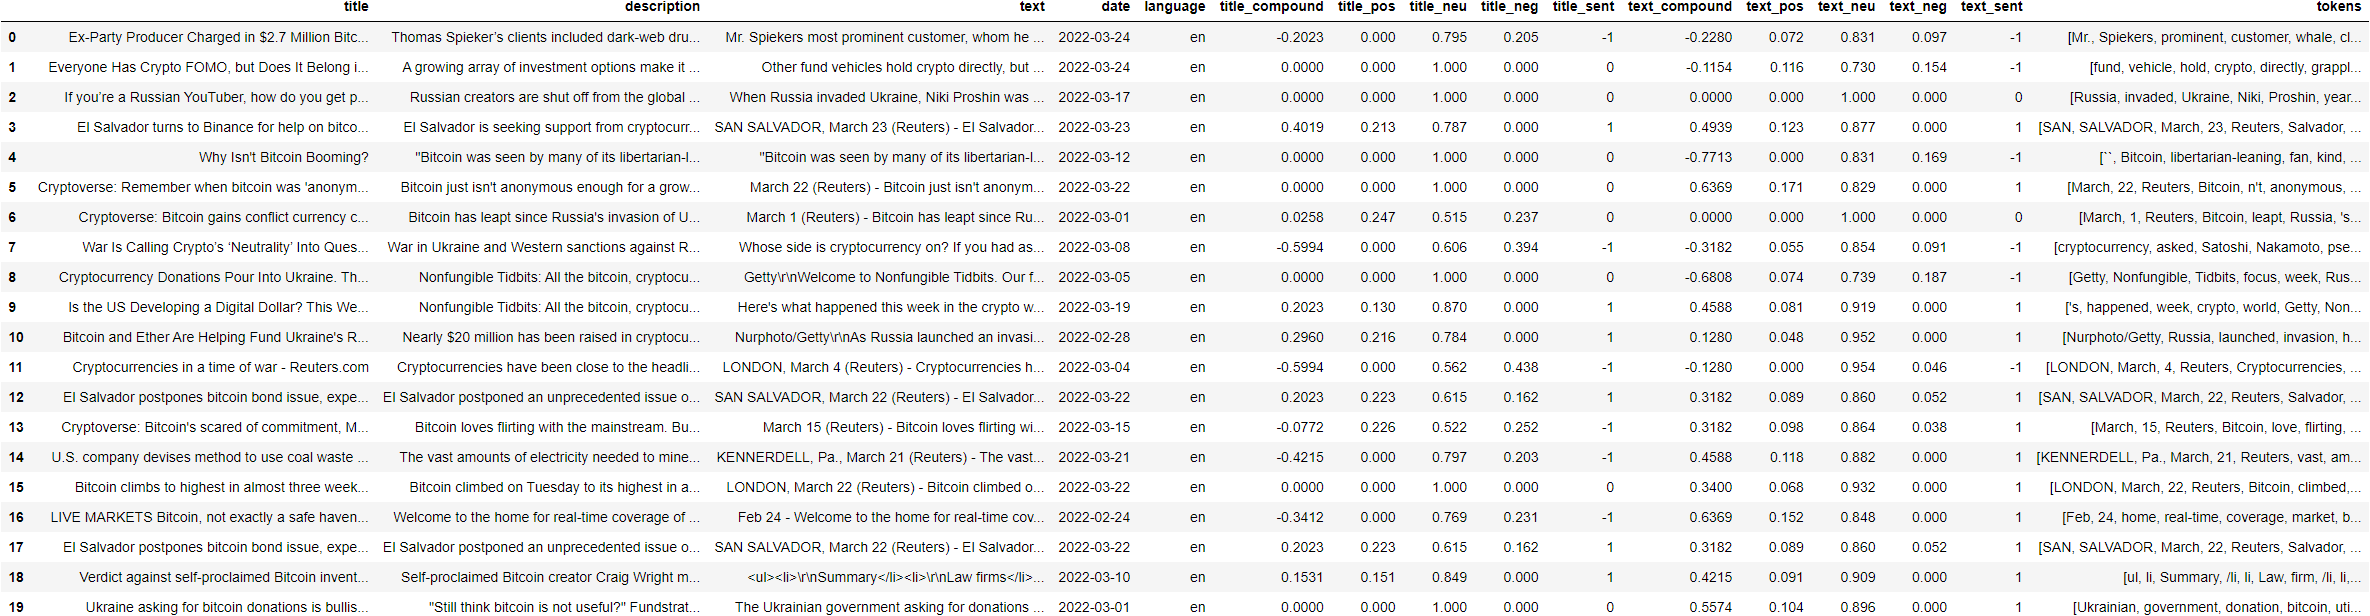 title description text date language title_compound title_pos title_neu title_neg title_sent text_compound text_pos text_neu text_neg text_sent tokens
0 Ex-Party Producer Charged in $2.7 Million Bitc... Thomas Spieker’s clients included dark-web dru... Mr. Spiekers most prominent customer, whom he ... 2022-03-24 en -0.2023 0.000 0.795 0.205 -1 -0.2280 0.072 0.831 0.097 -1 [Mr., Spiekers, prominent, customer, whale, cl...
1 Everyone Has Crypto FOMO, but Does It Belong i... A growing array of investment options make it ... Other fund vehicles hold crypto directly, but ... 2022-03-24 en 0.0000 0.000 1.000 0.000 0 -0.1154 0.116 0.730 0.154 -1 [fund, vehicle, hold, crypto, directly, grappl...
2 If you’re a Russian YouTuber, how do you get p... Russian creators are shut off from the global ... When Russia invaded Ukraine, Niki Proshin was ... 2022-03-17 en 0.0000 0.000 1.000 0.000 0 0.0000 0.000 1.000 0.000 0 [Russia, invaded, Ukraine, Niki, Proshin, year...
3 El Salvador turns to Binance for help on bitco... El Salvador is seeking support from cryptocurr... SAN SALVADOR, March 23 (Reuters) - El Salvador... 2022-03-23 en 0.4019 0.213 0.787 0.000 1 0.4939 0.123 0.877 0.000 1 [SAN, SALVADOR, March, 23, Reuters, Salvador, ...
4 Why Isn't Bitcoin Booming? "Bitcoin was seen by many of its libertarian-l... "Bitcoin was seen by many of its libertarian-l... 2022-03-12 en 0.0000 0.000 1.000 0.000 0 -0.7713 0.000 0.831 0.169 -1 [``, Bitcoin, libertarian-leaning, fan, kind, ...
5 Cryptoverse: Remember when bitcoin was 'anonym... Bitcoin just isn't anonymous enough for a grow... March 22 (Reuters) - Bitcoin just isn't anonym... 2022-03-22 en 0.0000 0.000 1.000 0.000 0 0.6369 0.171 0.829 0.000 1 [March, 22, Reuters, Bitcoin, n't, anonymous, ...
6 Cryptoverse: Bitcoin gains conflict currency c... Bitcoin has leapt since Russia's invasion of U... March 1 (Reuters) - Bitcoin has leapt since Ru... 2022-03-01 en 0.0258 0.247 0.515 0.237 0 0.0000 0.000 1.000 0.000 0 [March, 1, Reuters, Bitcoin, leapt, Russia, 's...
7 War Is Calling Crypto’s ‘Neutrality’ Into Ques... War in Ukraine and Western sanctions against R... Whose side is cryptocurrency on? If you had as... 2022-03-08 en -0.5994 0.000 0.606 0.394 -1 -0.3182 0.055 0.854 0.091 -1 [cryptocurrency, asked, Satoshi, Nakamoto, pse...
8 Cryptocurrency Donations Pour Into Ukraine. Th... Nonfungible Tidbits: All the bitcoin, cryptocu... Getty\r\nWelcome to Nonfungible Tidbits. Our f... 2022-03-05 en 0.0000 0.000 1.000 0.000 0 -0.6808 0.074 0.739 0.187 -1 [Getty, Nonfungible, Tidbits, focus, week, Rus...
9 Is the US Developing a Digital Dollar? This We... Nonfungible Tidbits: All the bitcoin, cryptocu... Here's what happened this week in the crypto w... 2022-03-19 en 0.2023 0.130 0.870 0.000 1 0.4588 0.081 0.919 0.000 1 ['s, happened, week, crypto, world, Getty, Non...
10 Bitcoin and Ether Are Helping Fund Ukraine's R... Nearly $20 million has been raised in cryptocu... Nurphoto/Getty\r\nAs Russia launched an invasi... 2022-02-28 en 0.2960 0.216 0.784 0.000 1 0.1280 0.048 0.952 0.000 1 [Nurphoto/Getty, Russia, launched, invasion, h...
11 Cryptocurrencies in a time of war - Reuters.com Cryptocurrencies have been close to the headli... LONDON, March 4 (Reuters) - Cryptocurrencies h... 2022-03-04 en -0.5994 0.000 0.562 0.438 -1 -0.1280 0.000 0.954 0.046 -1 [LONDON, March, 4, Reuters, Cryptocurrencies, ...
12 El Salvador postpones bitcoin bond issue, expe... El Salvador postponed an unprecedented issue o... SAN SALVADOR, March 22 (Reuters) - El Salvador... 2022-03-22 en 0.2023 0.223 0.615 0.162 1 0.3182 0.089 0.860 0.052 1 [SAN, SALVADOR, March, 22, Reuters, Salvador, ...
13 Cryptoverse: Bitcoin's scared of commitment, M... Bitcoin loves flirting with the mainstream. Bu... March 15 (Reuters) - Bitcoin loves flirting wi... 2022-03-15 en -0.0772 0.226 0.522 0.252 -1 0.3182 0.098 0.864 0.038 1 [March, 15, Reuters, Bitcoin, love, flirting, ...
14 U.S. company devises method to use coal waste ... The vast amounts of electricity needed to mine... KENNERDELL, Pa., March 21 (Reuters) - The vast... 2022-03-21 en -0.4215 0.000 0.797 0.203 -1 0.4588 0.118 0.882 0.000 1 [KENNERDELL, Pa., March, 21, Reuters, vast, am...
15 Bitcoin climbs to highest in almost three week... Bitcoin climbed on Tuesday to its highest in a... LONDON, March 22 (Reuters) - Bitcoin climbed o... 2022-03-22 en 0.0000 0.000 1.000 0.000 0 0.3400 0.068 0.932 0.000 1 [LONDON, March, 22, Reuters, Bitcoin, climbed,...
16 LIVE MARKETS Bitcoin, not exactly a safe haven... Welcome to the home for real-time coverage of ... Feb 24 - Welcome to the home for real-time cov... 2022-02-24 en -0.3412 0.000 0.769 0.231 -1 0.6369 0.152 0.848 0.000 1 [Feb, 24, home, real-time, coverage, market, b...
17 El Salvador postpones bitcoin bond issue, expe... El Salvador postponed an unprecedented issue o... SAN SALVADOR, March 22 (Reuters) - El Salvador... 2022-03-22 en 0.2023 0.223 0.615 0.162 1 0.3182 0.089 0.860 0.052 1 [SAN, SALVADOR, March, 22, Reuters, Salvador, ...
18 Verdict against self-proclaimed Bitcoin invent... Self-proclaimed Bitcoin creator Craig Wright m... <ul><li>\r\nSummary</li><li>\r\nLaw firms</li>... 2022-03-10 en 0.1531 0.151 0.849 0.000 1 0.4215 0.091 0.909 0.000 1 [ul, li, Summary, /li, li, Law, firm, /li, li,...
19 Ukraine asking for bitcoin donations is bullis... "Still think bitcoin is not useful?" Fundstrat... The Ukrainian government asking for donations ... 2022-03-01 en 0.0000 0.000 1.000 0.000 0 0.5574 0.104 0.896 0.000 1 [Ukrainian, government, donation, bitcoin, uti...